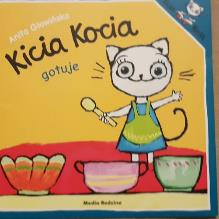 Anita Głowińska
Kicia Kocia
gotuje
Media Rodzina